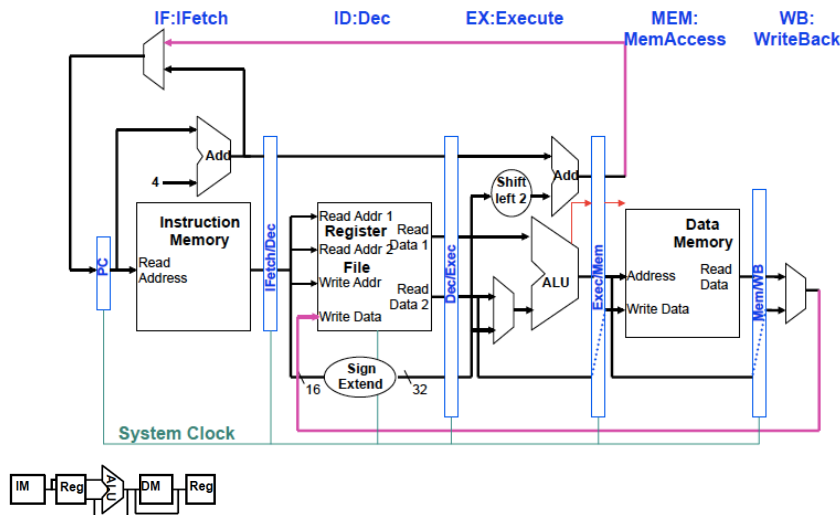 IF:IFetch
ID:Dec
EX:Execute
MEM:
MemAccess
WB:
WriteBack
Add
4
Shift
left 2
Add
Instruction
Memory
Read
Address
PC
IFetch/Dec
Read Addr 1
Register
Read Addr 2
File
Write Addr
Write Data
Read
Data 1
Read
Data 2
Dec/Exec
ALU
Exec/Mem
Data
Memory
Address
Read
Data
Write Data
Mem/WB
Sign
Extend
16
32
System Clock
IM
Reg
ALU
DM
Reg